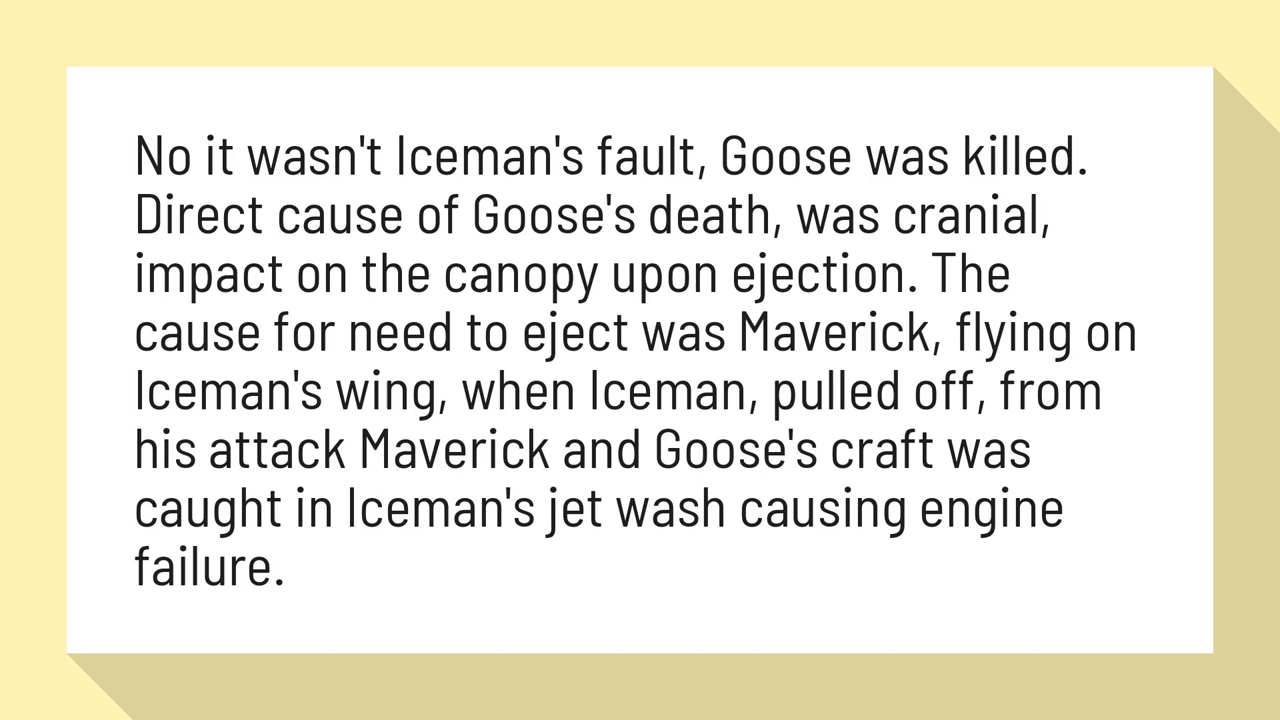 No it wasn't Iceman's fault, Goose was killed.
Direct cause of Goose's death, was cranial,
impact on the canopy upon ejection. The
cause for need to eject was Maverick, flying on
Iceman's wing, when Iceman, pulled off, from
his attack Maverick and Goose's craft was
caught in Iceman's jet wash causing engine
failure.